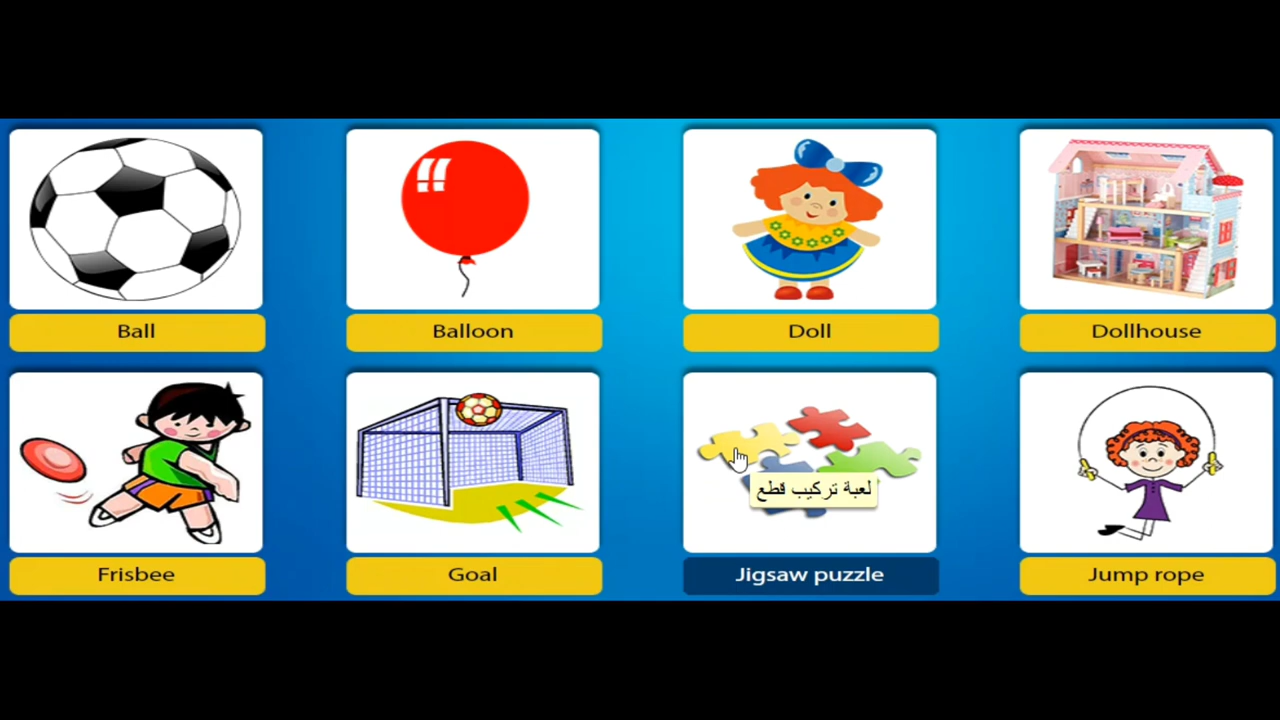 Ball
Balloon
Doll
Dollhouse
Frisbee
Goal
لعبة تركيب قطع
Jigsaw puzzle
Jump rope